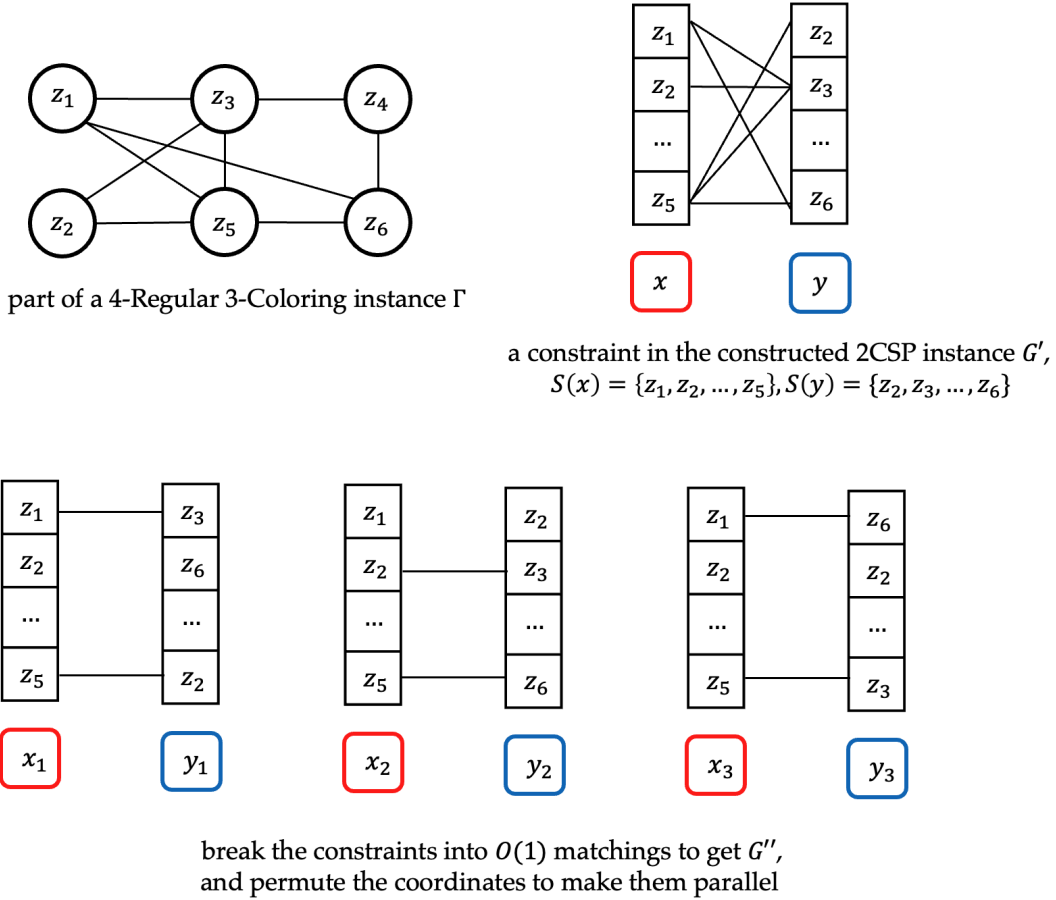 z₁ z₃ z₄
z₂ z₅ z₆
part of a 4-Regular 3-Coloring instance Γ
z₁ z₂
z₂ z₃
... ...
z₅ z₆
x y
a constraint in the constructed 2CSP instance G′,
S(x) = {z₁, z₂, ..., z₅}, S(y) = {z₂, z₃, ..., z₆}
z₁ z₃ z₁ z₂ z₁ z₆
z₂ z₆ z₂ z₃ z₂ z₂
... ... ... ... ... ...
z₅ z₂ z₅ z₆ z₅ z₃
x₁ y₁ x₂ y₂ x₃ y₃
break the constraints into O(1) matchings to get G″,
and permute the coordinates to make them parallel